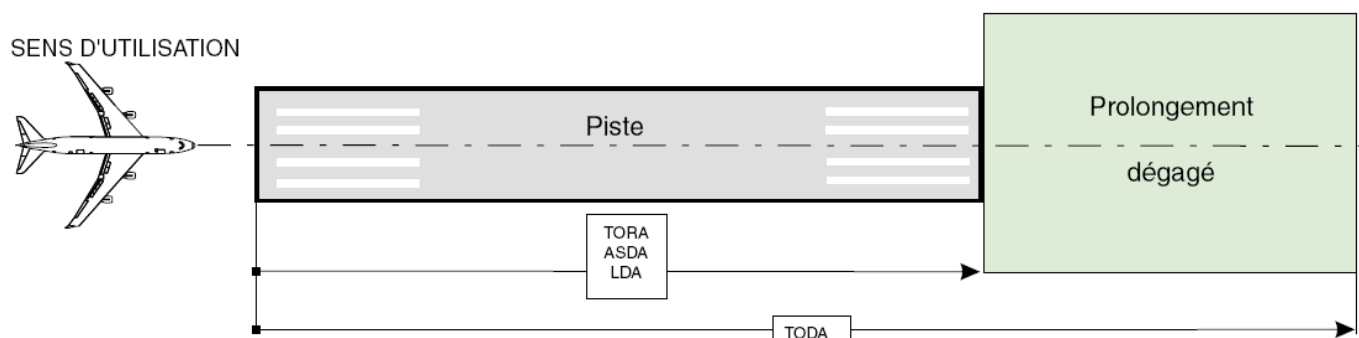 SENS D'UTILISATION
Piste
Prolongement
dégagé
TORA
ASDA
LDA
TODA